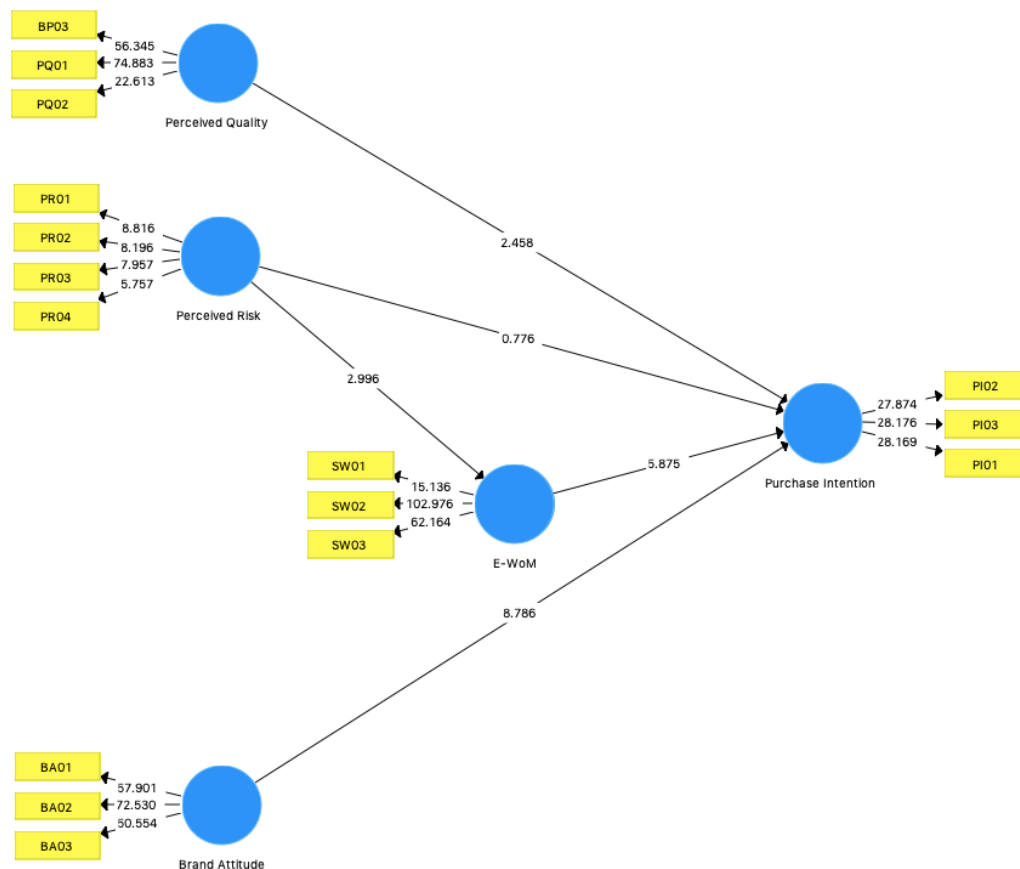 BP03
56.345
PQ01
74.883
PQ02
22.613
Perceived Quality
PR01
8.816
PR02
8.196
PR03
7.957
PR04
5.757
Perceived Risk
2.458
0.776
2.996
SW01
15.136
SW02
102.976
SW03
62.164
E-WoM
5.875
PI02
27.874
PI03
28.176
PI01
28.169
Purchase Intention
8.786
BA01
57.901
BA02
72.530
BA03
50.554
Brand Attitude